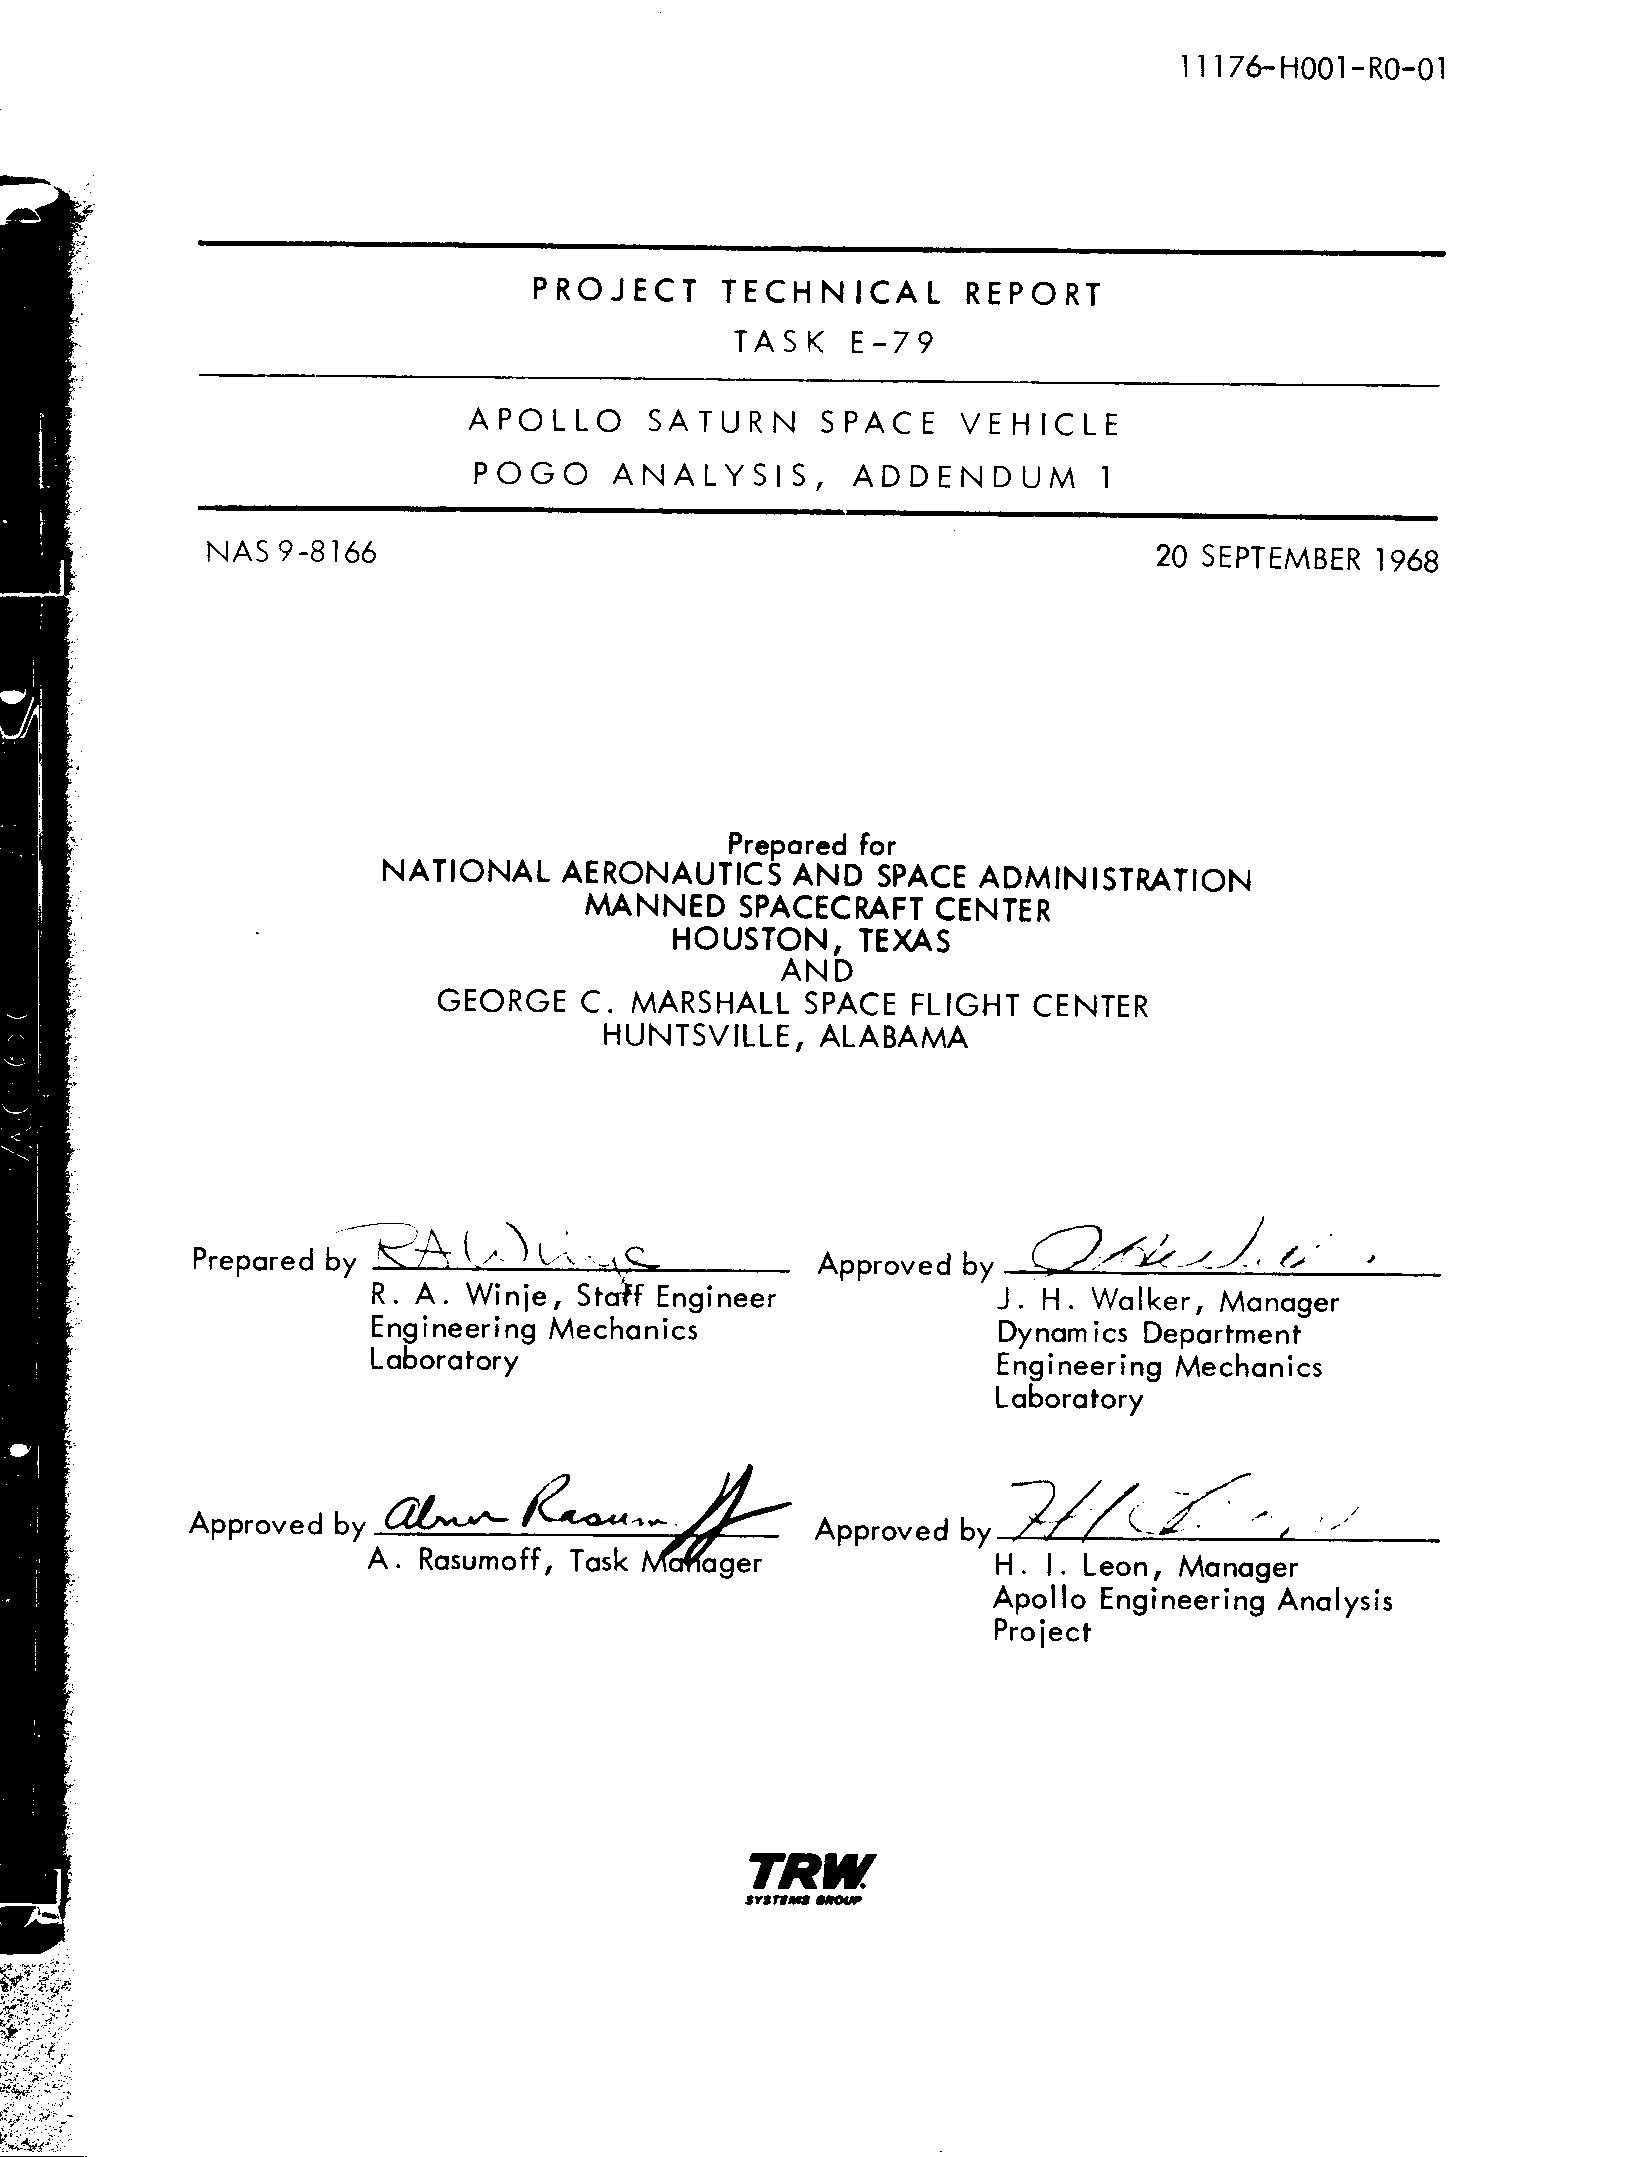 11176-H001-R0-01
PROJECT TECHNICAL REPORT
TASK E-79
APOLLO SATURN SPACE VEHICLE
POGO ANALYSIS, ADDENDUM 1
NAS 9-8166 20 SEPTEMBER 1968
Prepared for
NATIONAL AERONAUTICS AND SPACE ADMINISTRATION
MANNED SPACECRAFT CENTER
HOUSTON, TEXAS
AND
GEORGE C. MARSHALL SPACE FLIGHT CENTER
HUNTSVILLE, ALABAMA
Prepared by RAWinje
R. A. Winje, Staff Engineer
Engineering Mechanics
Laboratory
Approved by
J. H. Walker, Manager
Dynamics Department
Engineering Mechanics
Laboratory
Approved by Abner Rasumoff
A. Rasumoff, Task Manager
Approved by
H. I. Leon, Manager
Apollo Engineering Analysis
Project
TRW
SYSTEMS GROUP